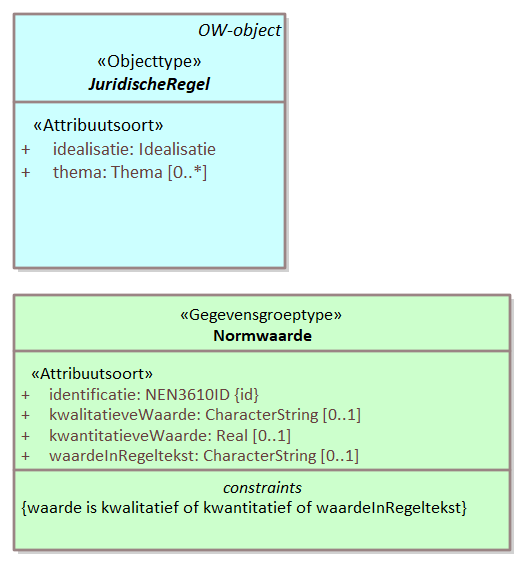 OW-object
«Objecttype»
JuridischeRegel
«Attribuutsoort»
+ idealisatie: Idealisatie
+ thema: Thema [0..*]
«Gegevensgroeptype»
Normwaarde
«Attribuutsoort»
+ identificatie: NEN3610ID {id}
+ kwalitatieveWaarde: CharacterString [0..1]
+ kwantitatieveWaarde: Real [0..1]
+ waardeInRegeltekst: CharacterString [0..1]
constraints
{waarde is kwalitatief of kwantitatief of waardeInRegeltekst}